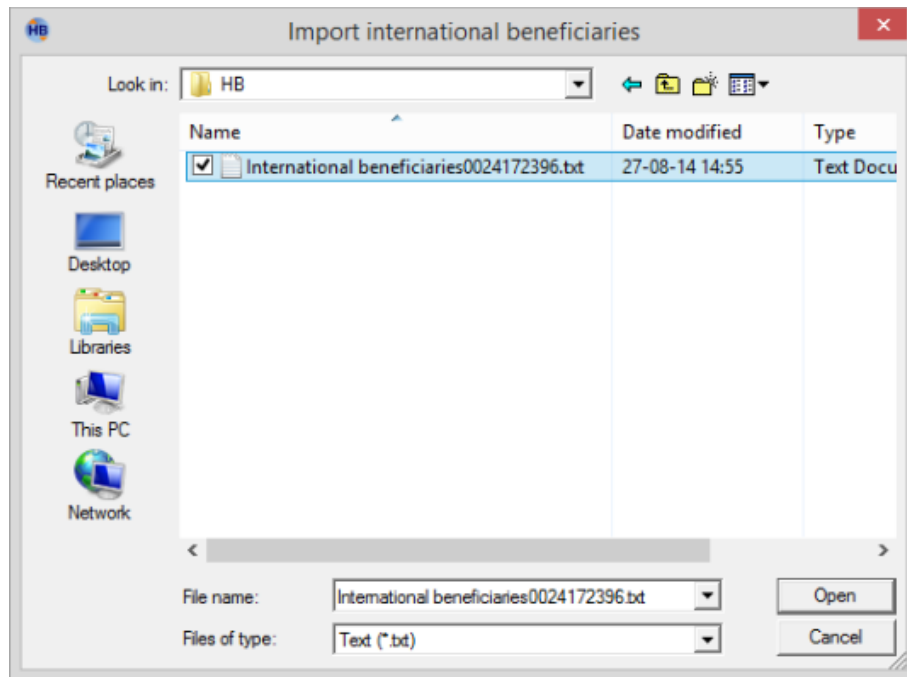 HB Import international beneficiaries
Look in: HB
Name Date modified Type
International beneficiaries0024172396.txt 27-08-14 14:55 Text Docu
Recent places
Desktop
Libraries
This PC
Network
File name: International beneficiaries0024172396.txt Open
Files of type: Text (*.txt) Cancel